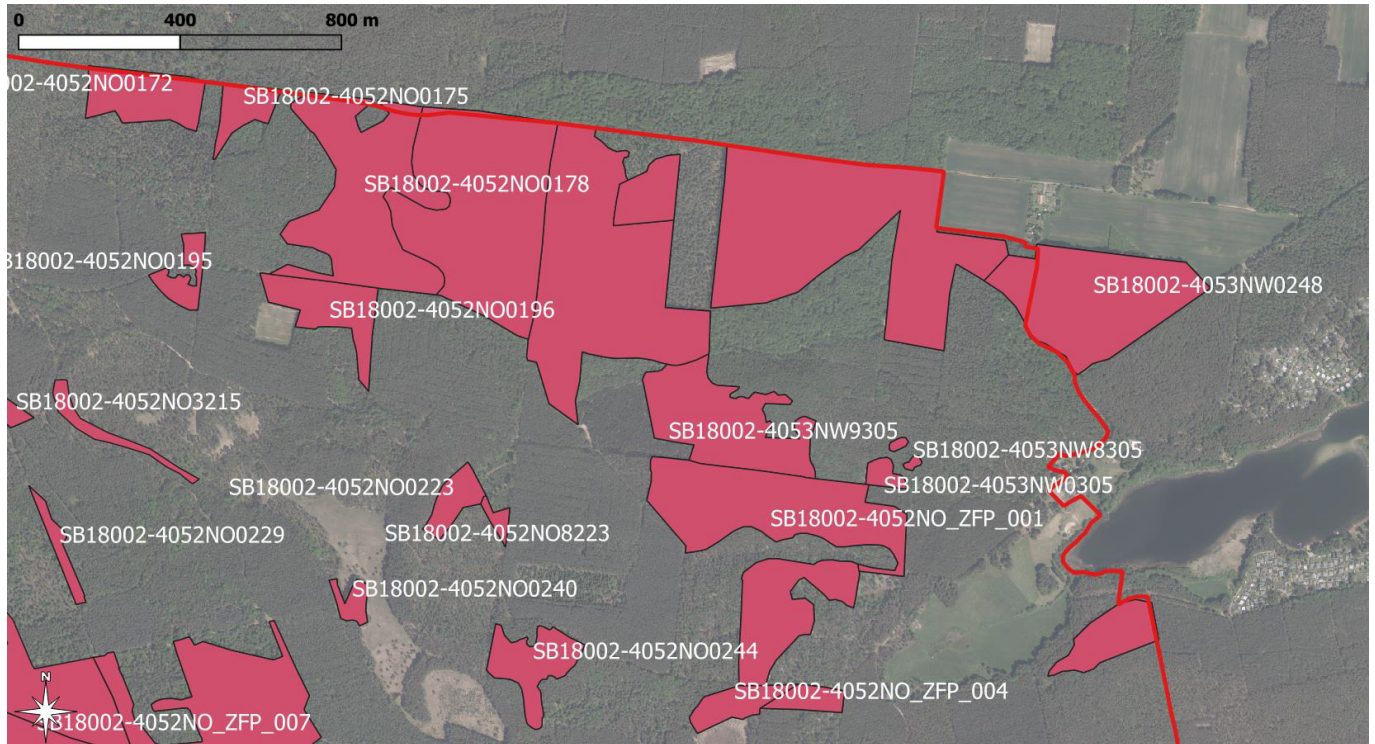 0 400 800 m
002-4052NO0172
SB18002-4052NO0175
SB18002-4052NO0178
B18002-4052NO0195
SB18002-4053NW0248
SB18002-4052NO0196
SB18002-4052NO3215
SB18002-4053NW9305
SB18002-4053NW8305
SB18002-4052NO0223
SB18002-4053NW0305
SB18002-4052NO_ZFP_001
SB18002-4052NO0229
SB18002-4052NO8223
SB18002-4052NO0240
SB18002-4052NO0244
N
SB18002-4052NO_ZFP_004
SB18002-4052NO_ZFP_007